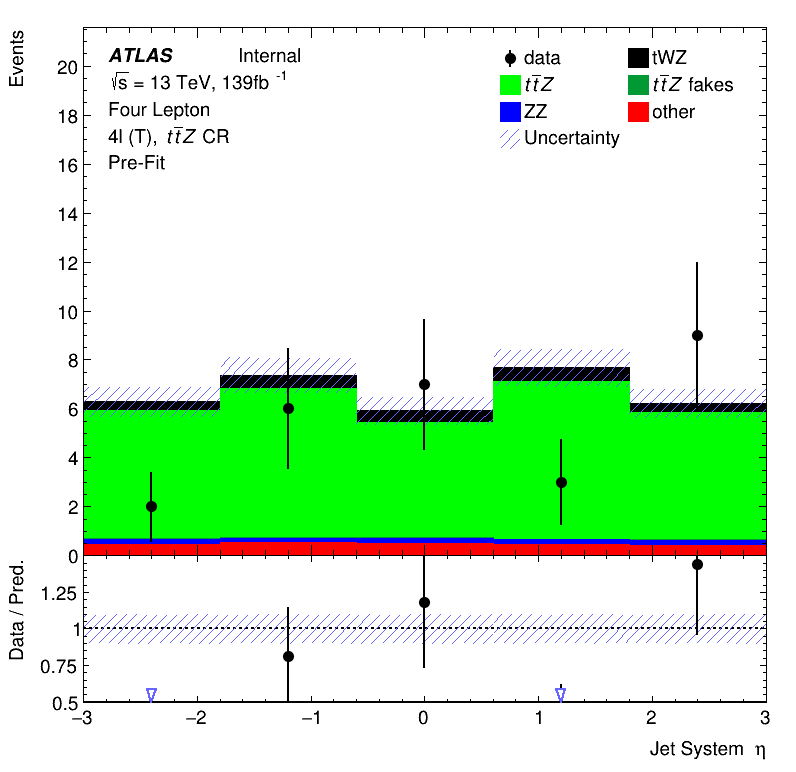 Events
ATLAS Internal
√s = 13 TeV, 139fb⁻¹
Four Lepton
4l (T), tt̅Z CR
Pre-Fit
data
tWZ
tt̅Z
tt̅Z fakes
ZZ
other
Uncertainty
20
18
16
14
12
10
8
6
4
2
0
Data / Pred.
1.25
1
0.75
0.5
−3 −2 −1 0 1 2 3
Jet System η